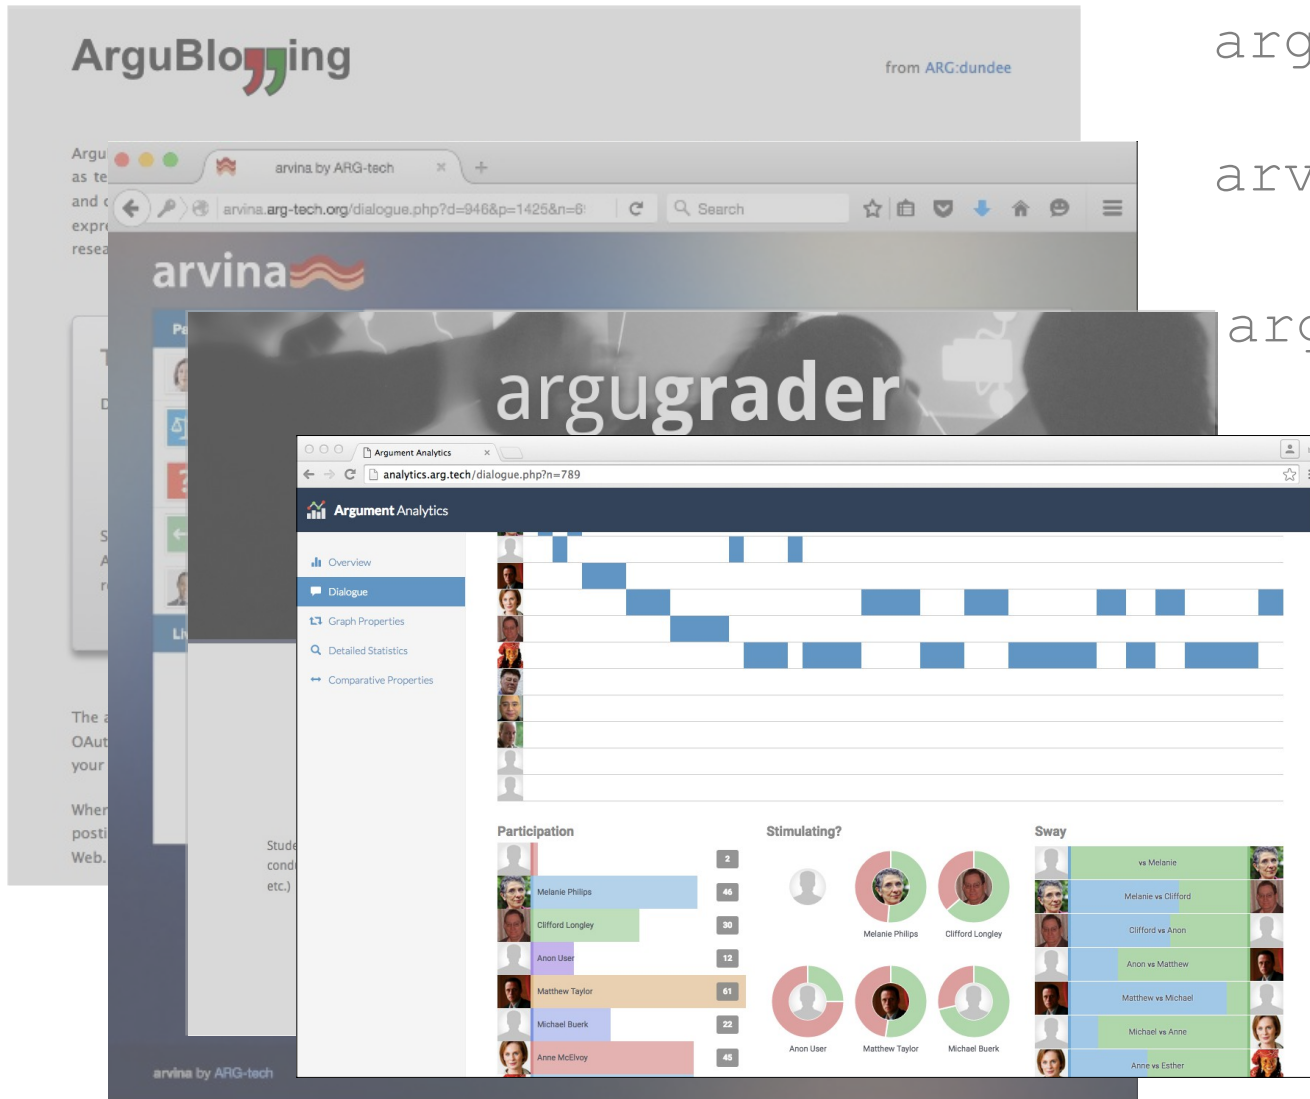 ArguBlogging
from ARG:dundee
arg
arv
arg
Argu
as te
and c
expre
resea
arvina by ARG-tech
arvina.arg-tech.org/dialogue.php?d=946&p=1425&n=6
Search
arvina
Pa
argugrader
T
D
S
A
r
Li
The a
OAut
your
Wher
posti
Web.
Stude
condu
etc.)
arvina by ARG-tech
Argument Analytics
analytics.arg.tech/dialogue.php?n=789
Argument Analytics
Overview
Dialogue
Graph Properties
Detailed Statistics
Comparative Properties
Participation
2
Melanie Philips 46
Clifford Longley 30
Anon User 12
Matthew Taylor 61
Michael Buerk 22
Anne McElvoy 45
Stimulating?
Melanie Philips
Clifford Longley
Anon User
Matthew Taylor
Michael Buerk
Sway
vs Melanie
Melanie vs Clifford
Clifford vs Anon
Anon vs Matthew
Matthew vs Michael
Michael vs Anne
Anne vs Esther